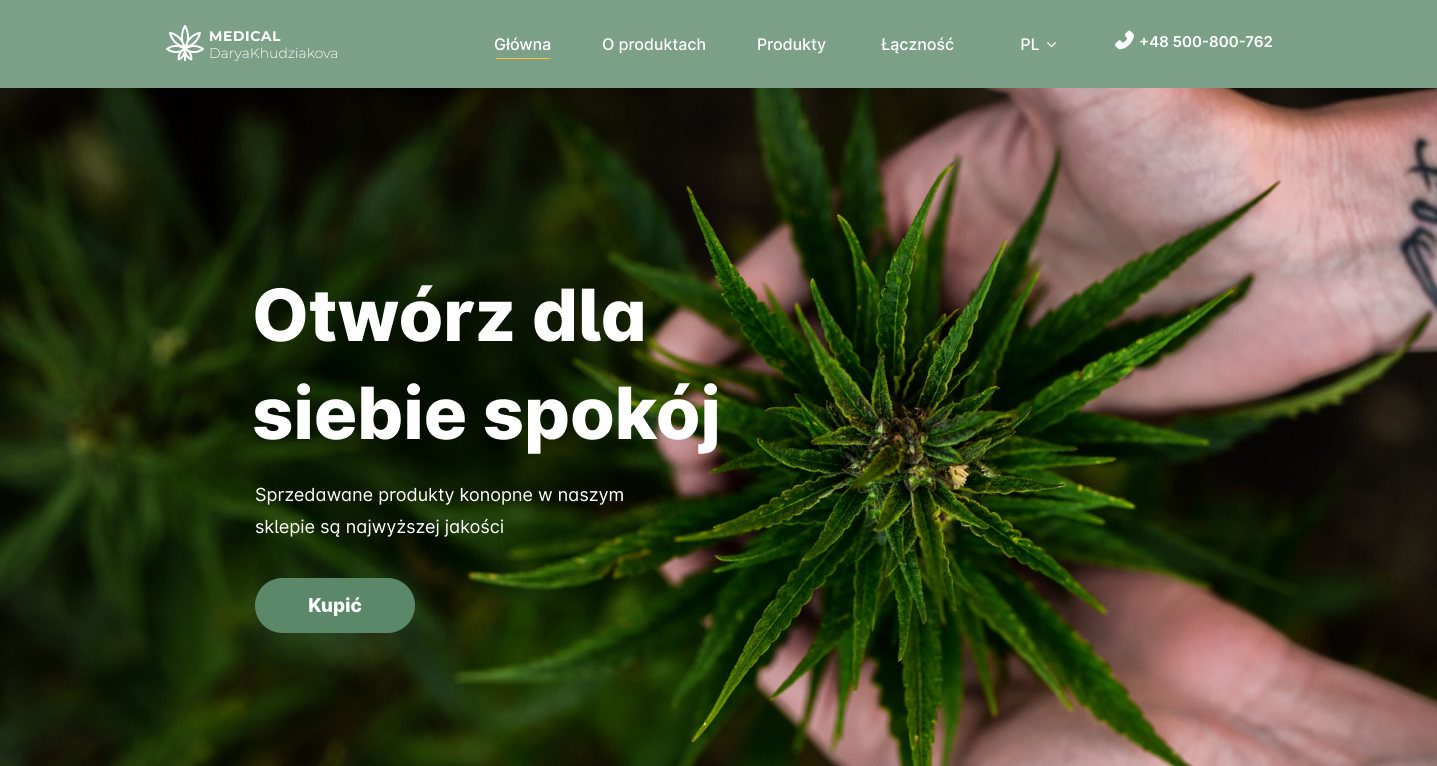 MEDICAL
DaryaKhudziakova
Główna
O produktach
Produkty
Łączność
PL
+48 500-800-762
Otwórz dla
siebie spokój
Sprzedawane produkty konopne w naszym
sklepie są najwyższej jakości
Kupić